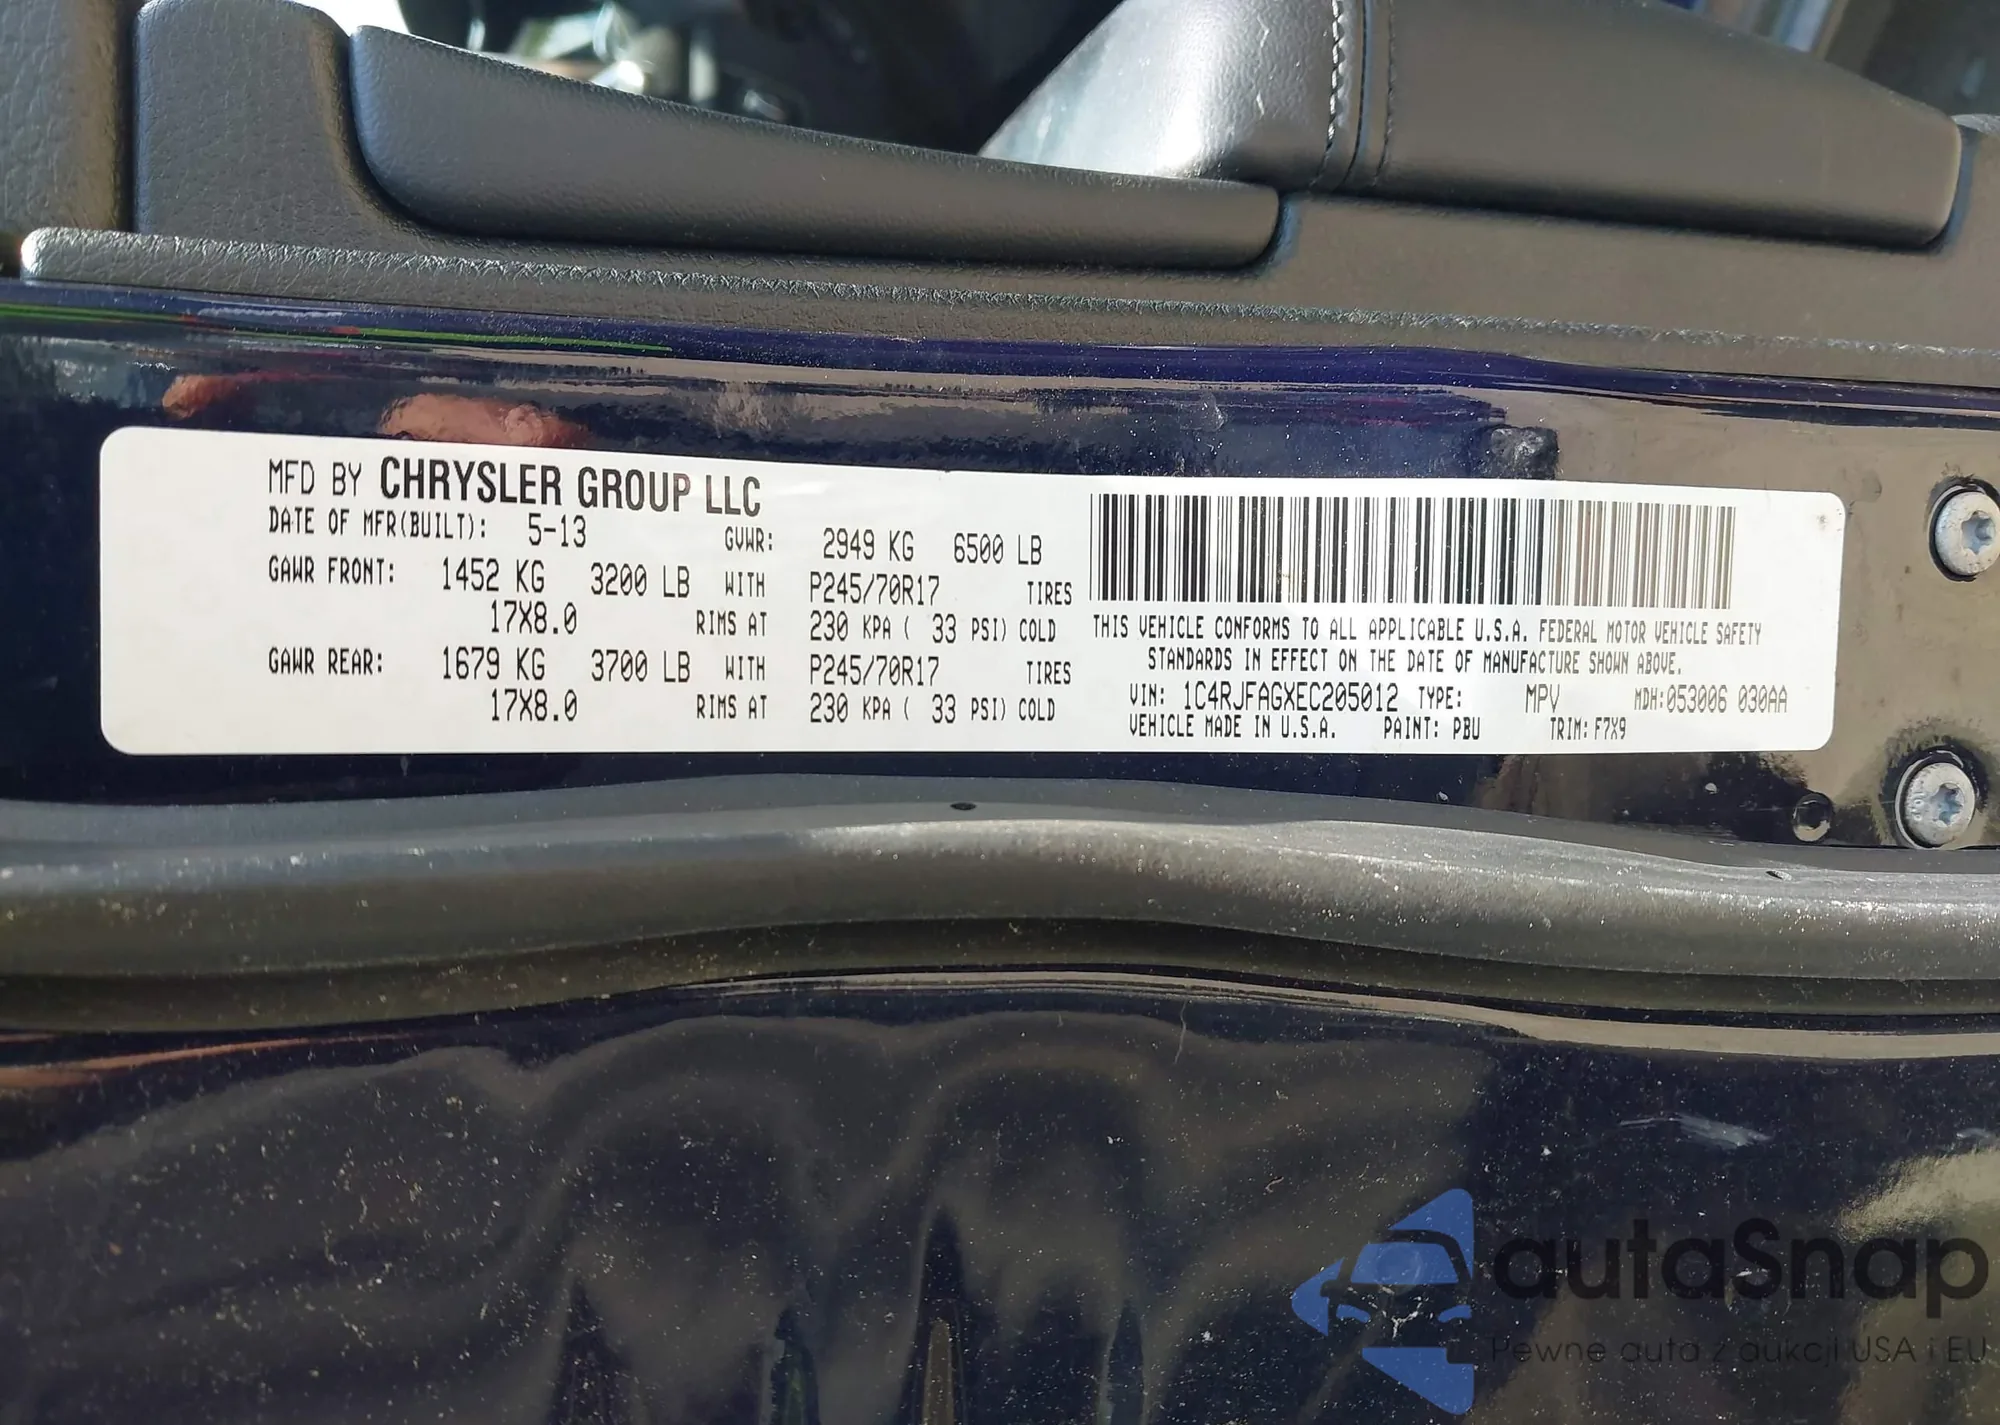 MFD BY CHRYSLER GROUP LLC
DATE OF MFR(BUILT): 5-13 GVWR: 2949 KG 6500 LB
GAWR FRONT: 1452 KG 3200 LB WITH P245/70R17 TIRES
17X8.0 RIMS AT 230 KPA ( 33 PSI) COLD
GAWR REAR: 1679 KG 3700 LB WITH P245/70R17 TIRES
17X8.0 RIMS AT 230 KPA ( 33 PSI) COLD
THIS VEHICLE CONFORMS TO ALL APPLICABLE U.S.A. FEDERAL MOTOR VEHICLE SAFETY
STANDARDS IN EFFECT ON THE DATE OF MANUFACTURE SHOWN ABOVE.
VIN: 1C4RJFAGXEC205012 TYPE: MPV MDH:053006 030AA
VEHICLE MADE IN U.S.A. PAINT: PBU TRIM: F7X9
autaSnap
Pewne auta z aukcji USA i EU